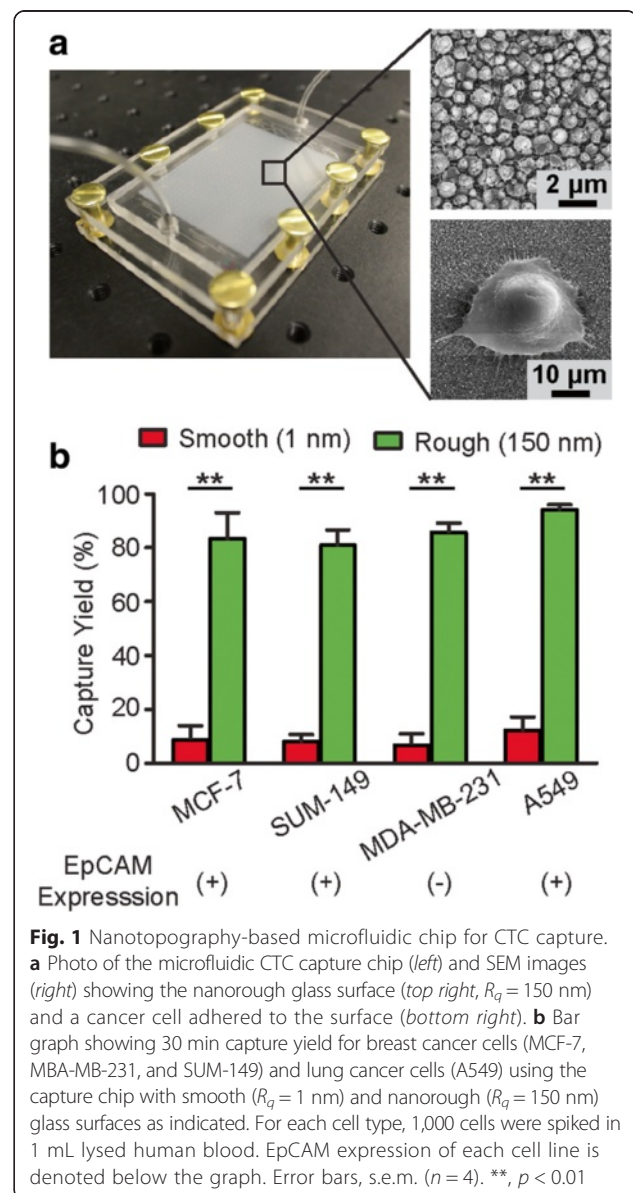 a
2 µm
10 µm
Smooth (1 nm) Rough (150 nm)
b
** ** ** **
100
80
60
40
20
0
Capture Yield (%)
MCF-7 SUM-149 MDA-MB-231 A549
EpCAM
Expresssion (+) (+) (-) (+)
Fig. 1 Nanotopography-based microfluidic chip for CTC capture.
a Photo of the microfluidic CTC capture chip (left) and SEM images
(right) showing the nanorough glass surface (top right, Rq = 150 nm)
and a cancer cell adhered to the surface (bottom right). b Bar
graph showing 30 min capture yield for breast cancer cells (MCF-7,
MBA-MB-231, and SUM-149) and lung cancer cells (A549) using the
capture chip with smooth (Rq = 1 nm) and nanorough (Rq = 150 nm)
glass surfaces as indicated. For each cell type, 1,000 cells were spiked in
1 mL lysed human blood. EpCAM expression of each cell line is
denoted below the graph. Error bars, s.e.m. (n = 4). **, p < 0.01